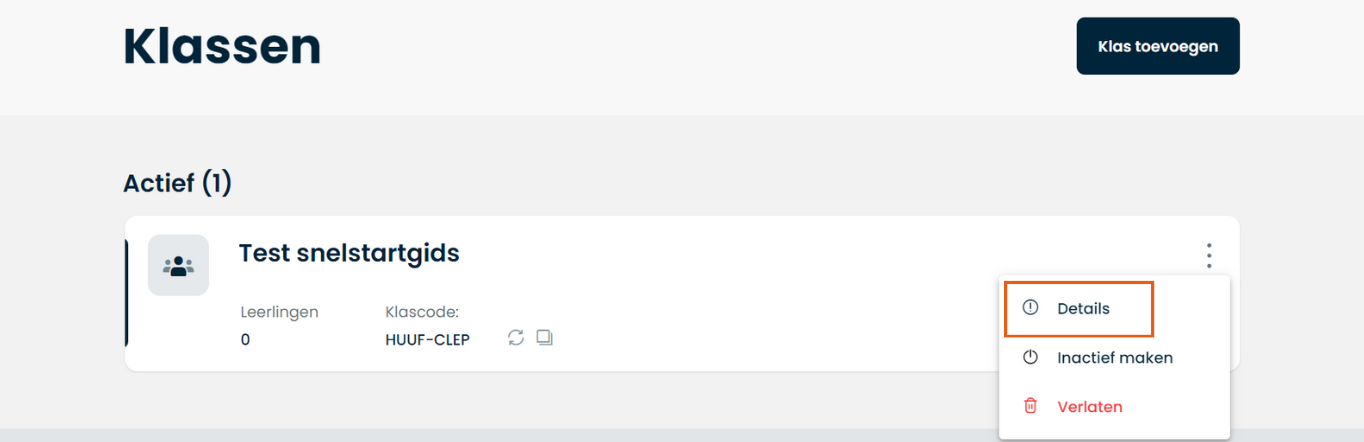 Klassen
Klas toevoegen
Actief (1)
Test snelstartgids
Leerlingen
Klascode:
0
HUUF-CLEP
Details
Inactief maken
Verlaten